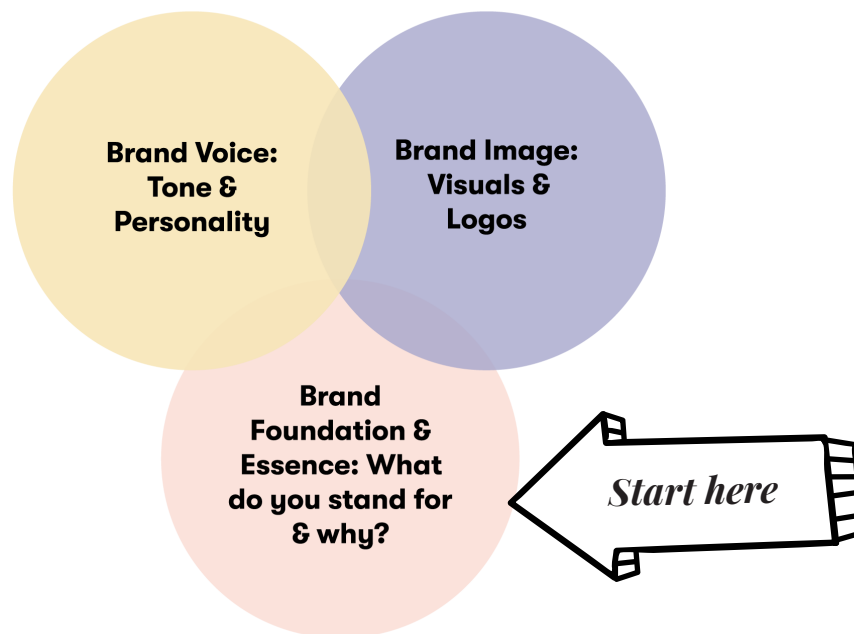 Brand Voice:
Tone &
Personality
Brand Image:
Visuals &
Logos
Brand
Foundation &
Essence: What
do you stand for
& why?
Start here